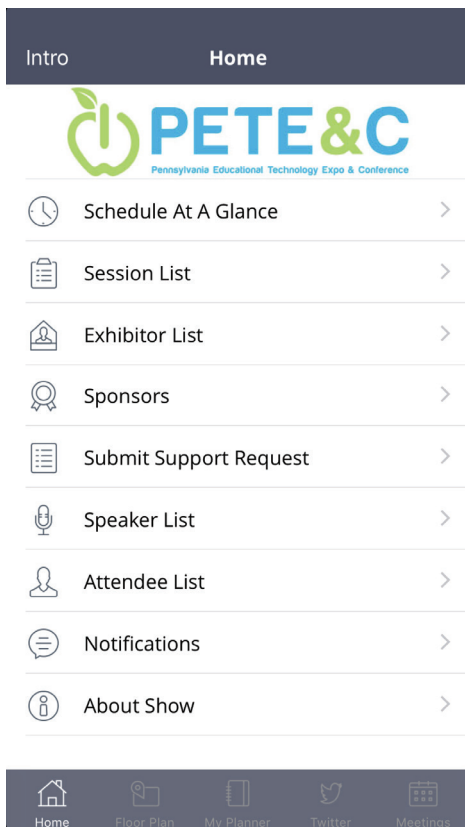 Intro
Home
PETE&C
Pennsylvania Educational Technology Expo & Conference
Schedule At A Glance
Session List
Exhibitor List
Sponsors
Submit Support Request
Speaker List
Attendee List
Notifications
About Show
Home Floor Plan My Planner Twitter Meetings